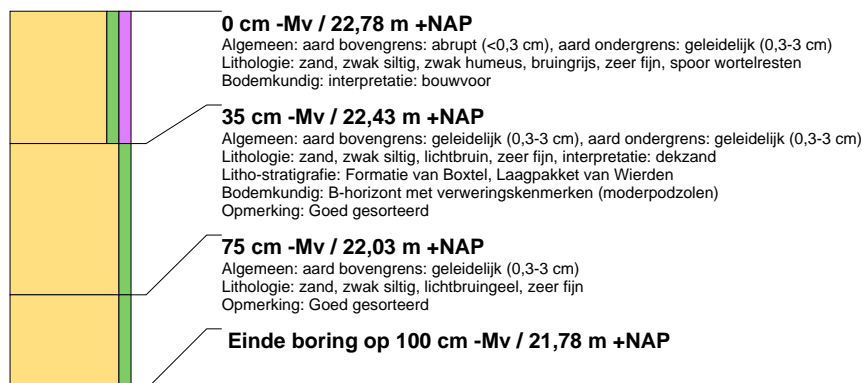 0 cm -Mv / 22,78 m +NAP
Algemeen: aard bovengrens: abrupt (<0,3 cm), aard ondergrens: geleidelijk (0,3-3 cm)
Lithologie: zand, zwak siltig, zwak humeus, bruingrijs, zeer fijn, spoor wortelresten
Bodemkundig: interpretatie: bouwvoor
35 cm -Mv / 22,43 m +NAP
Algemeen: aard bovengrens: geleidelijk (0,3-3 cm), aard ondergrens: geleidelijk (0,3-3 cm)
Lithologie: zand, zwak siltig, lichtbruin, zeer fijn, interpretatie: dekzand
Litho-stratigrafie: Formatie van Boxtel, Laagpakket van Wierden
Bodemkundig: B-horizont met verweringskenmerken (moderpodzolen)
Opmerking: Goed gesorteerd
75 cm -Mv / 22,03 m +NAP
Algemeen: aard bovengrens: geleidelijk (0,3-3 cm)
Lithologie: zand, zwak siltig, lichtbruingeel, zeer fijn
Opmerking: Goed gesorteerd
Einde boring op 100 cm -Mv / 21,78 m +NAP